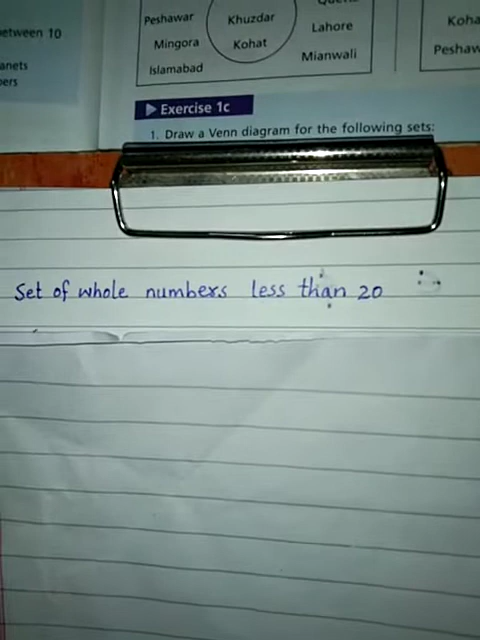 etween 10
anets
ers
Peshawar
Khuzdar
Lahore
Mingora
Kohat
Mianwali
Islamabad
Koha
Peshaw
Exercise 1c
1. Draw a Venn diagram for the following sets:
Set of whole numbers less than 20